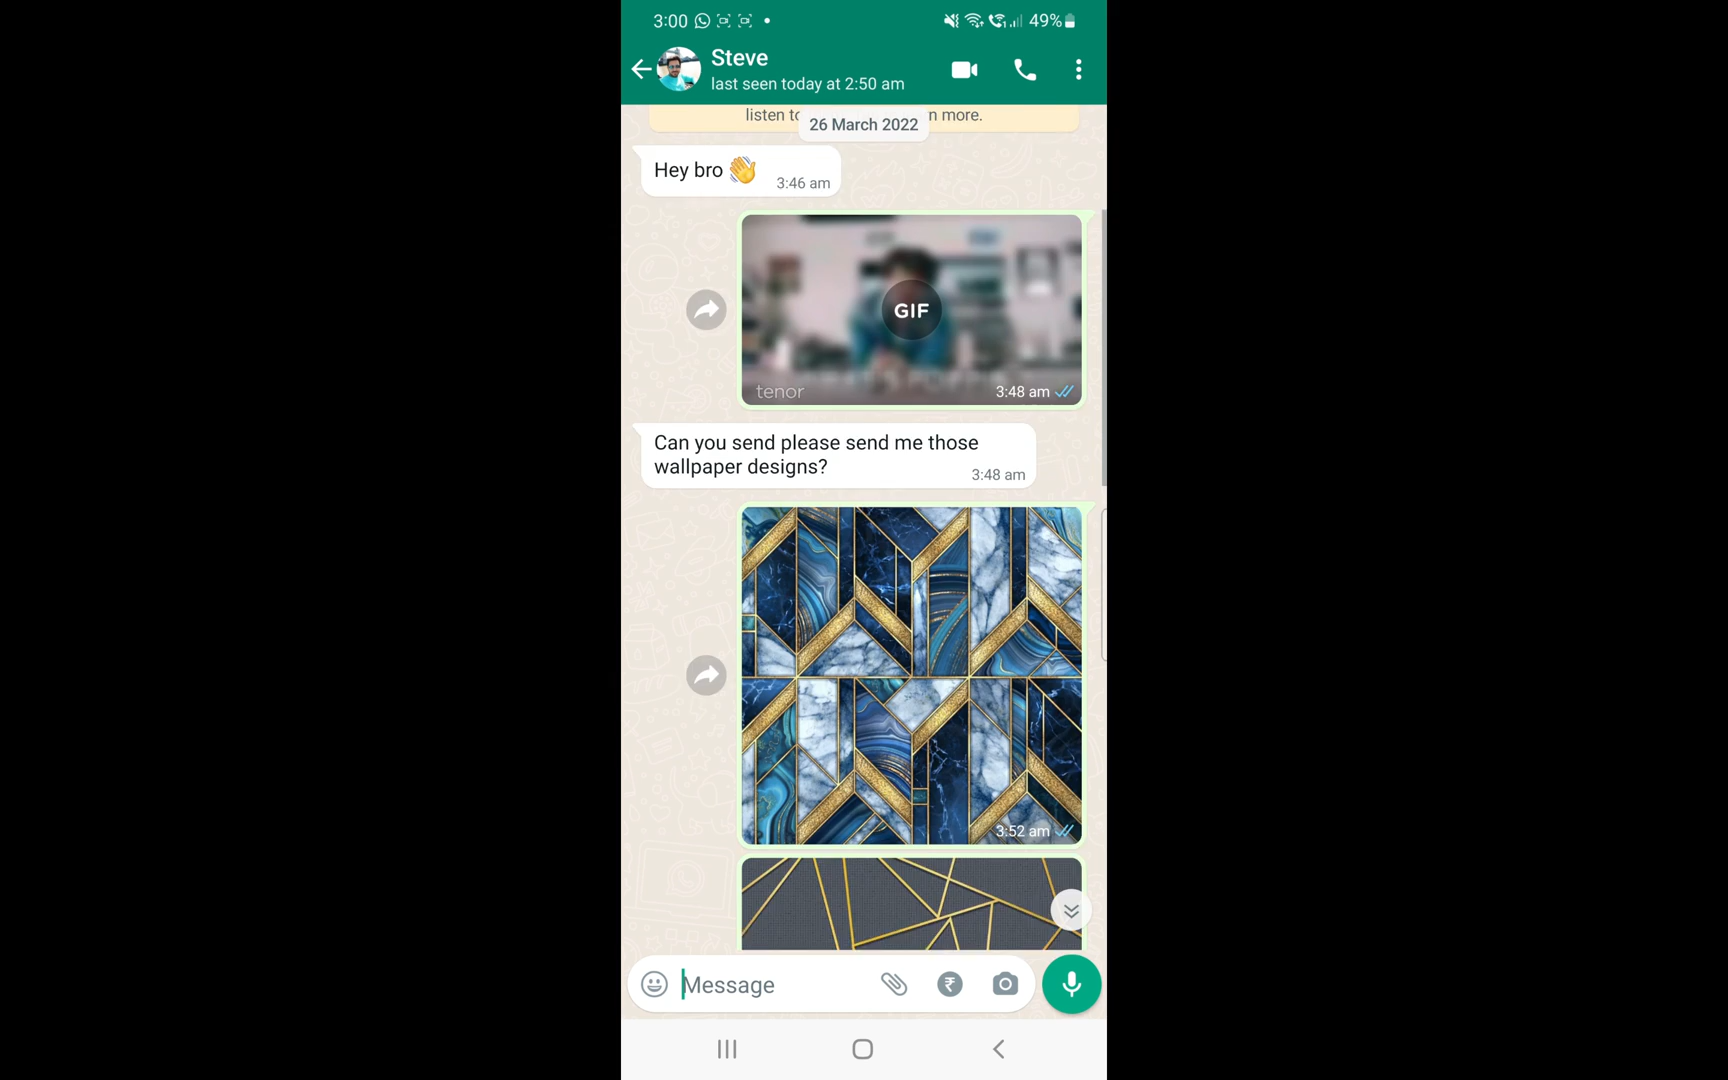 3:00 49%
Steve
last seen today at 2:50 am
listen to n more.
26 March 2022
Hey bro 👋
3:46 am
GIF
tenor 3:48 am
Can you send please send me those
wallpaper designs?
3:48 am
3:52 am
Message